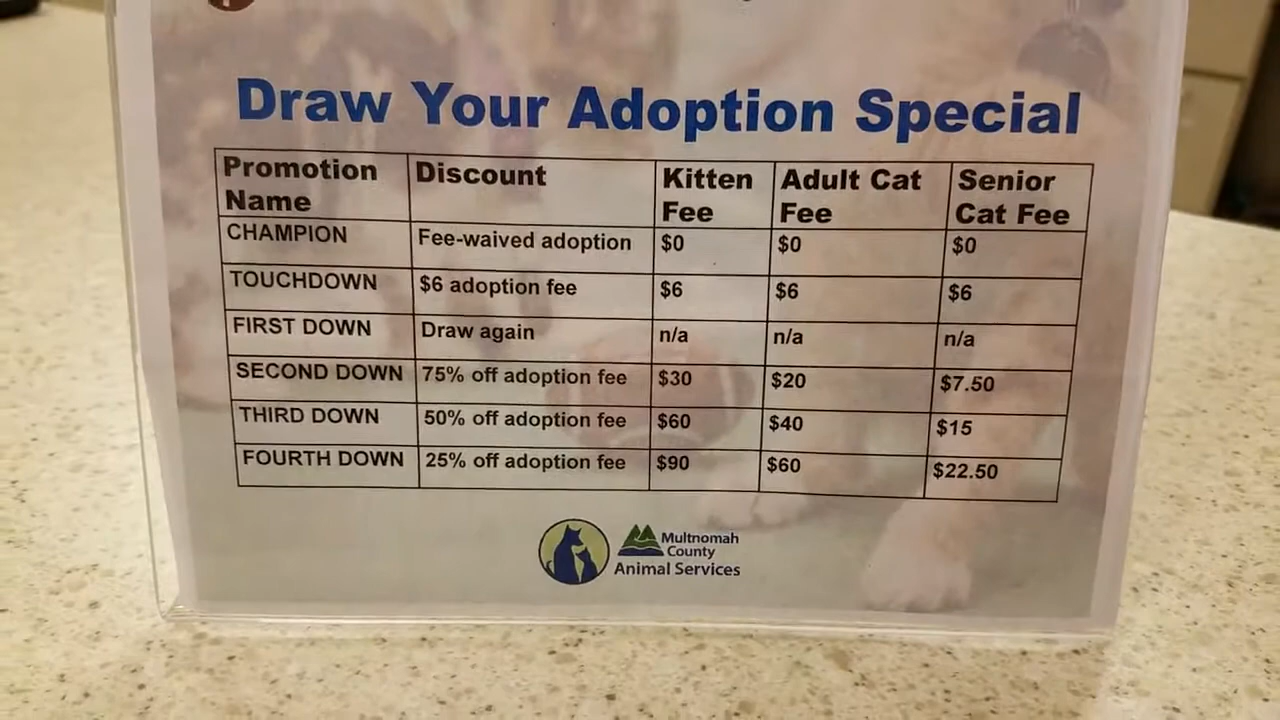 Draw Your Adoption Special
Promotion Name Discount Kitten Fee Adult Cat Fee Senior Cat Fee
CHAMPION Fee-waived adoption $0 $0 $0
TOUCHDOWN $6 adoption fee $6 $6 $6
FIRST DOWN Draw again n/a n/a n/a
SECOND DOWN 75% off adoption fee $30 $20 $7.50
THIRD DOWN 50% off adoption fee $60 $40 $15
FOURTH DOWN 25% off adoption fee $90 $60 $22.50
Multnomah
County
Animal Services